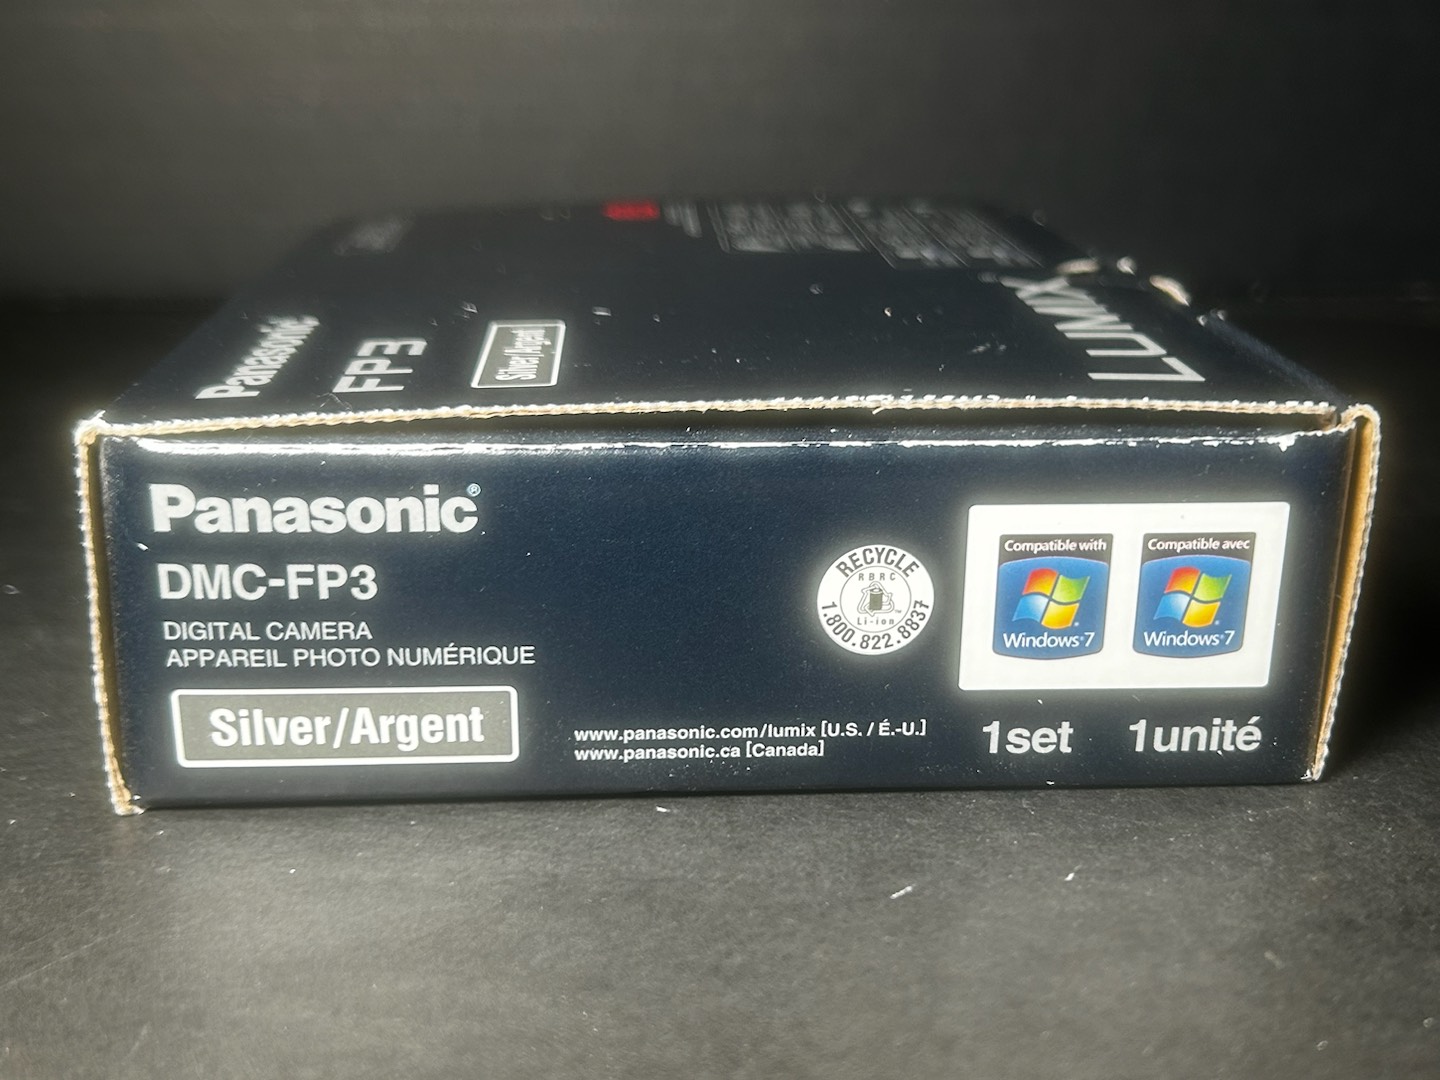 Panasonic
FP3
Silver/Argent
LUMIX
Panasonic®
DMC-FP3
DIGITAL CAMERA
APPAREIL PHOTO NUMÉRIQUE
Silver/Argent
www.panasonic.com/lumix [U.S. / É.-U.]
www.panasonic.ca [Canada]
RECYCLE
RBRC
Li-ion
1.800.822.8837
Compatible with
Windows®7
Compatible avec
Windows®7
1set
1unité